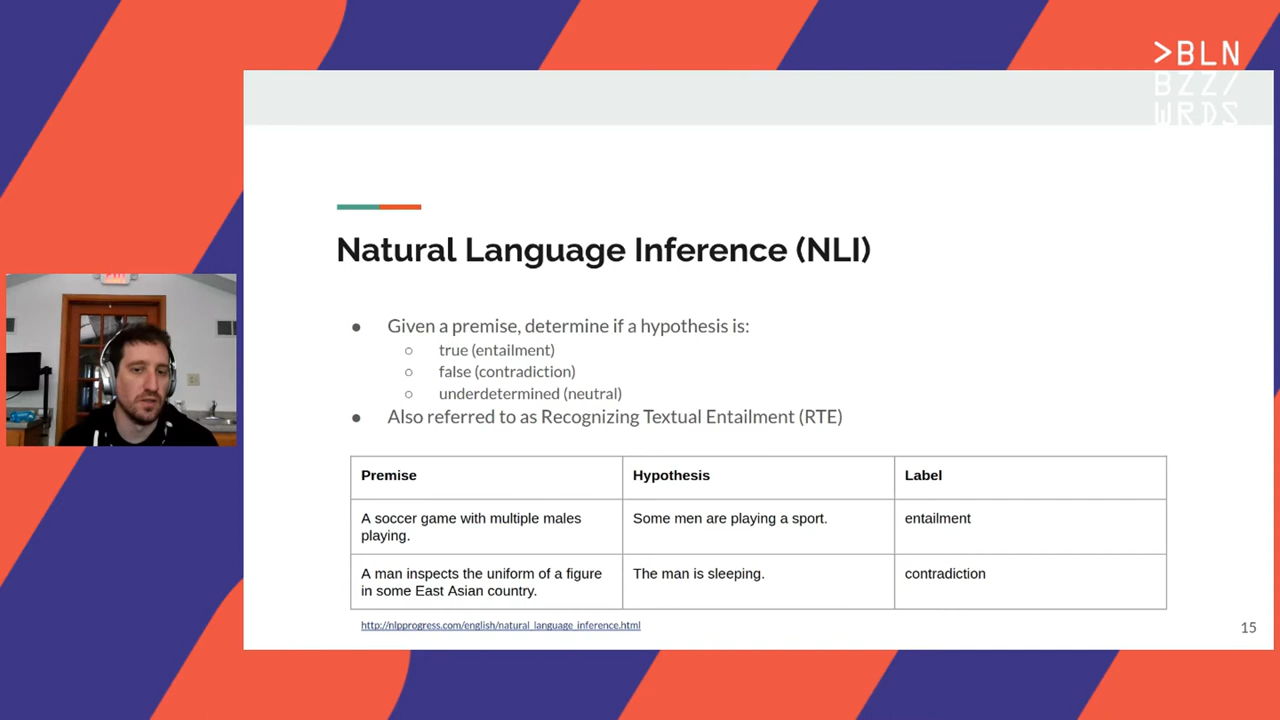 >BLN
BZZ/
WRDS
Natural Language Inference (NLI)
● Given a premise, determine if a hypothesis is:
○ true (entailment)
○ false (contradiction)
○ underdetermined (neutral)
● Also referred to as Recognizing Textual Entailment (RTE)
Premise Hypothesis Label
A soccer game with multiple males Some men are playing a sport. entailment
playing.
A man inspects the uniform of a figure The man is sleeping. contradiction
in some East Asian country.
http://nlpprogress.com/english/natural_language_inference.html
15